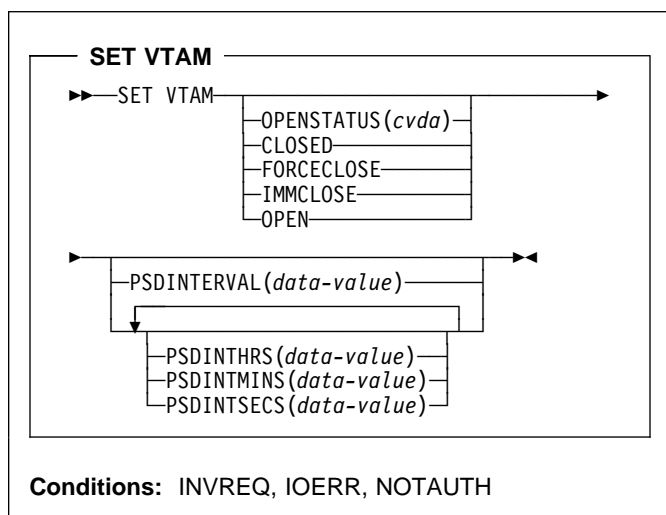 SET VTAM
SET VTAM
OPENSTATUS(cvda)
CLOSED
FORCECLOSE
IMMCLOSE
OPEN
PSDINTERVAL(data-value)
PSDINTHRS(data-value)
PSDINTMINS(data-value)
PSDINTSECS(data-value)
Conditions: INVREQ, IOERR, NOTAUTH